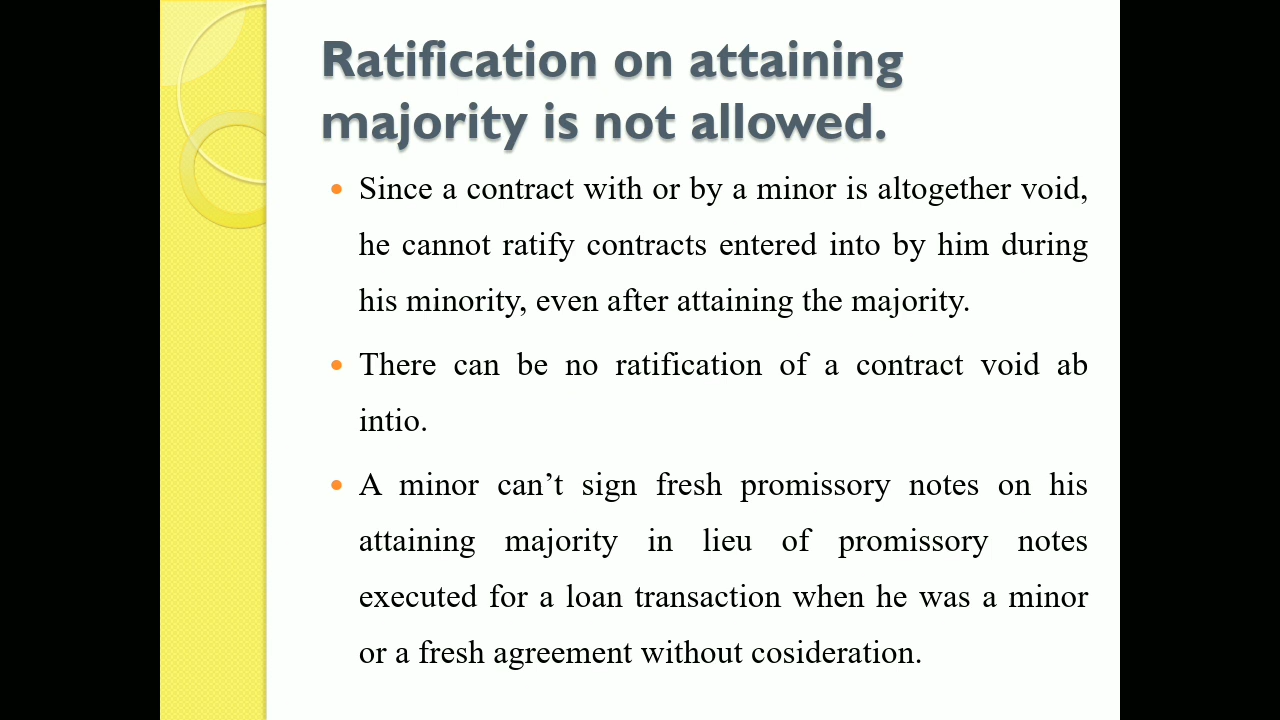 Ratification on attaining
majority is not allowed.
Since a contract with or by a minor is altogether void,
he cannot ratify contracts entered into by him during
his minority, even after attaining the majority.
There can be no ratification of a contract void ab
intio.
A minor can’t sign fresh promissory notes on his
attaining majority in lieu of promissory notes
executed for a loan transaction when he was a minor
or a fresh agreement without cosideration.